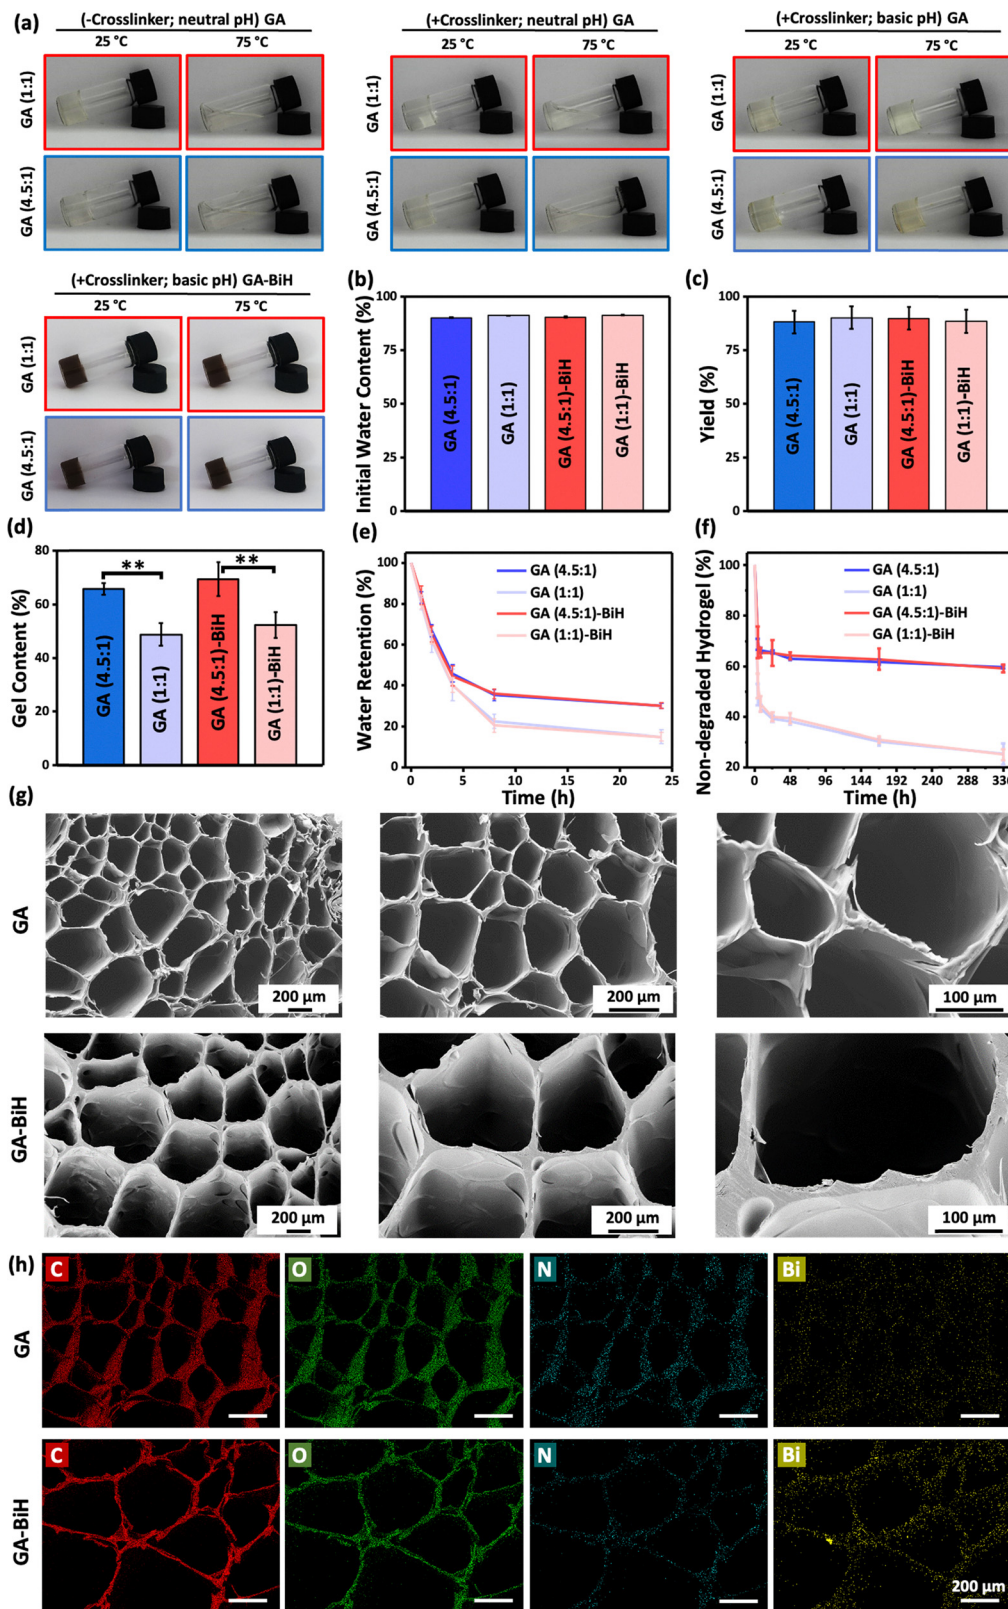 (a)
(-Crosslinker; neutral pH) GA
25 °C 75 °C
GA (1:1)
GA (4.5:1)
(+Crosslinker; neutral pH) GA
25 °C 75 °C
GA (1:1)
GA (4.5:1)
(+Crosslinker; basic pH) GA
25 °C 75 °C
GA (1:1)
GA (4.5:1)
(+Crosslinker; basic pH) GA-BiH
25 °C 75 °C
GA (1:1)
GA (4.5:1)
(b)
Initial Water Content (%)
100
75
50
25
0
GA (4.5:1)
GA (1:1)
GA (4.5:1)-BiH
GA (1:1)-BiH
(c)
Yield (%)
100
75
50
25
0
GA (4.5:1)
GA (1:1)
GA (4.5:1)-BiH
GA (1:1)-BiH
(d)
Gel Content (%)
80
60
40
20
0
** **
GA (4.5:1)
GA (1:1)
GA (4.5:1)-BiH
GA (1:1)-BiH
(e)
Water Retention (%)
100
80
60
40
20
0
GA (4.5:1)
GA (1:1)
GA (4.5:1)-BiH
GA (1:1)-BiH
0 5 10 15 20 25
Time (h)
(f)
Non-degraded Hydrogel (%)
100
80
60
40
20
GA (4.5:1)
GA (1:1)
GA (4.5:1)-BiH
GA (1:1)-BiH
0 48 96 144 192 240 288 336
Time (h)
(g)
GA
200 µm
200 µm
100 µm
GA-BiH
200 µm
200 µm
100 µm
(h)
GA
C O N Bi
GA-BiH
C O N Bi
200 µm